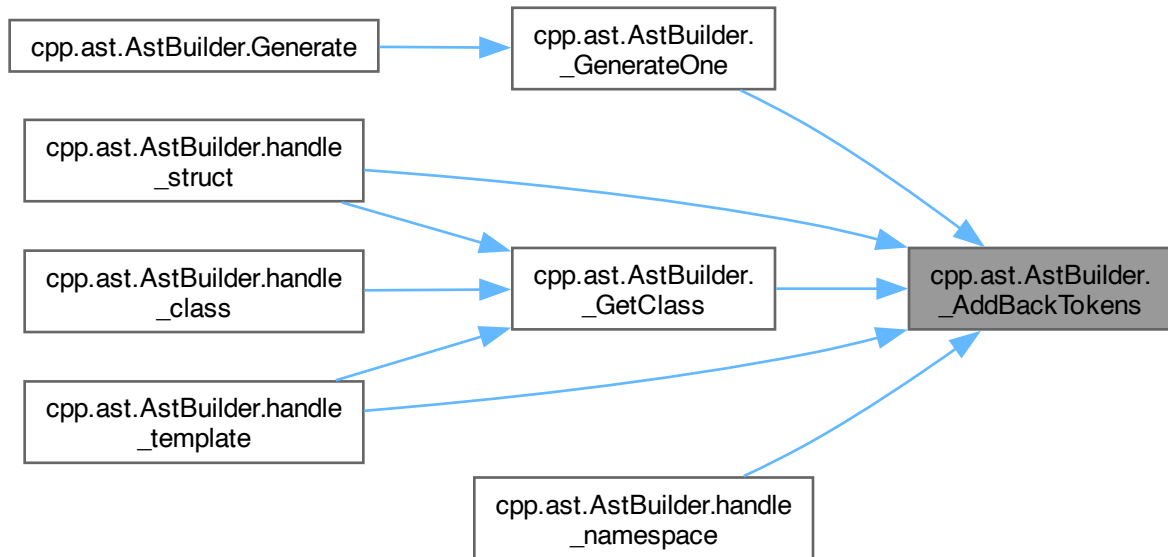 cpp.ast.AstBuilder.Generate
cpp.ast.AstBuilder.
_GenerateOne
cpp.ast.AstBuilder.handle
_struct
cpp.ast.AstBuilder.handle
_class
cpp.ast.AstBuilder.
_GetClass
cpp.ast.AstBuilder.
_AddBackTokens
cpp.ast.AstBuilder.handle
_template
cpp.ast.AstBuilder.handle
_namespace